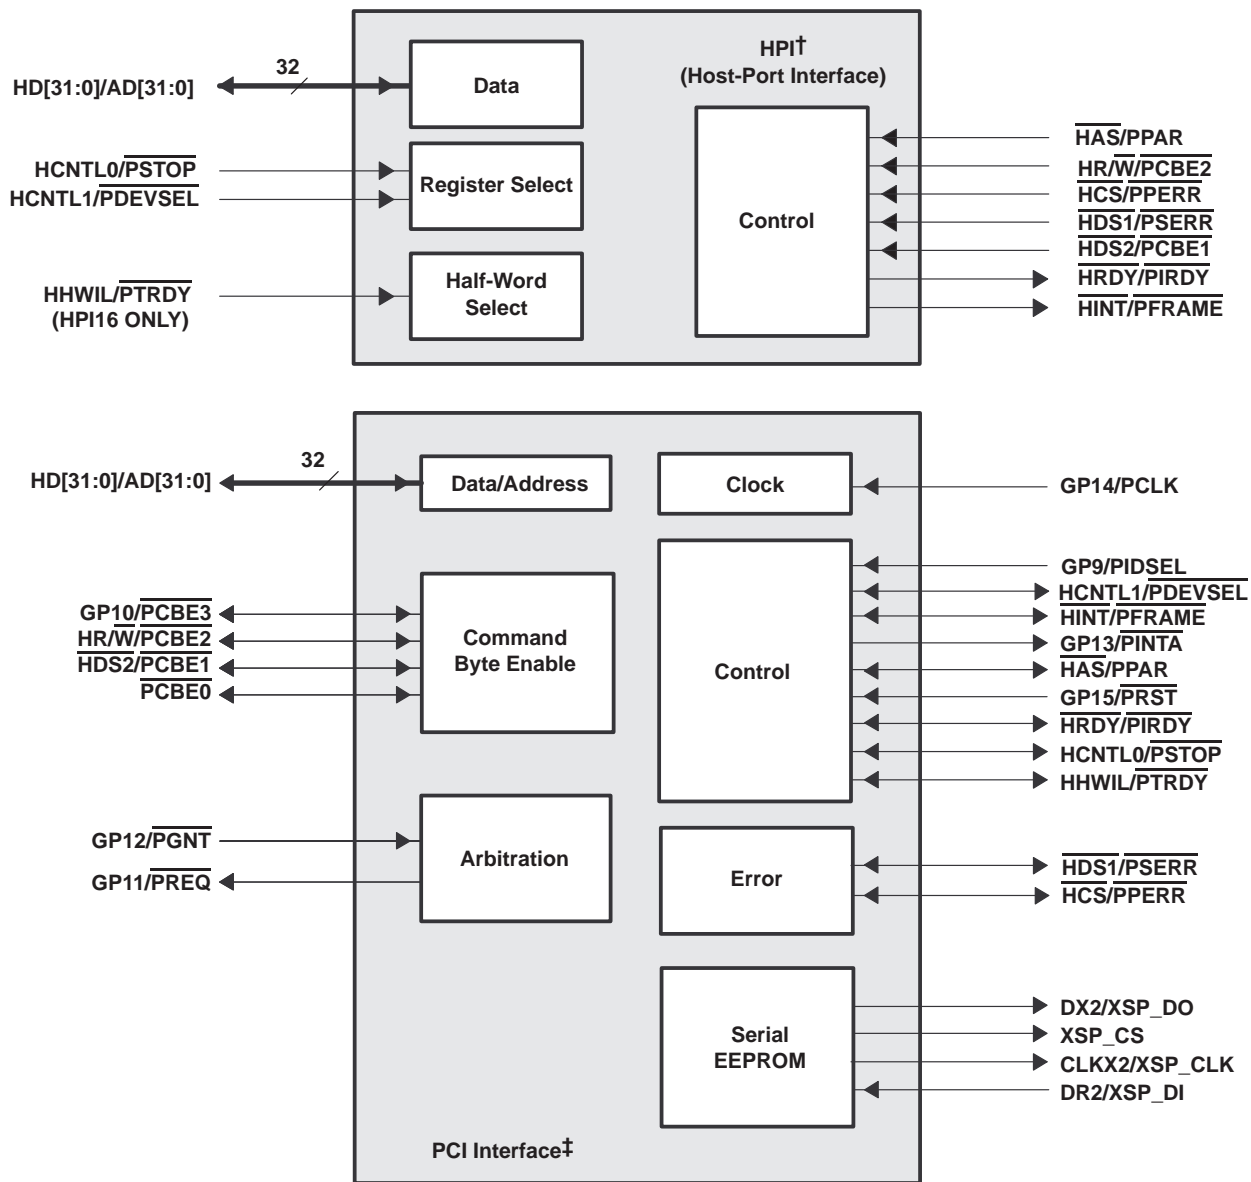 HPI†
(Host-Port Interface)
32
HD[31:0]/AD[31:0]
Data
HCNTL0/PSTOP
HCNTL1/PDEVSEL
Register Select
HHWIL/PTRDY
(HPI16 ONLY)
Half-Word
Select
Control
HAS/PPAR
HR/W/PCBE2
HCS/PPERR
HDS1/PSERR
HDS2/PCBE1
HRDY/PIRDY
HINT/PFRAME
32
HD[31:0]/AD[31:0]
Data/Address
Clock
GP14/PCLK
GP10/PCBE3
HR/W/PCBE2
HDS2/PCBE1
PCBE0
Command
Byte Enable
Control
GP9/PIDSEL
HCNTL1/PDEVSEL
HINT/PFRAME
GP13/PINTA
HAS/PPAR
GP15/PRST
HRDY/PIRDY
HCNTL0/PSTOP
HHWIL/PTRDY
GP12/PGNT
GP11/PREQ
Arbitration
Error
HDS1/PSERR
HCS/PPERR
Serial
EEPROM
DX2/XSP_DO
XSP_CS
CLKX2/XSP_CLK
DR2/XSP_DI
PCI Interface‡